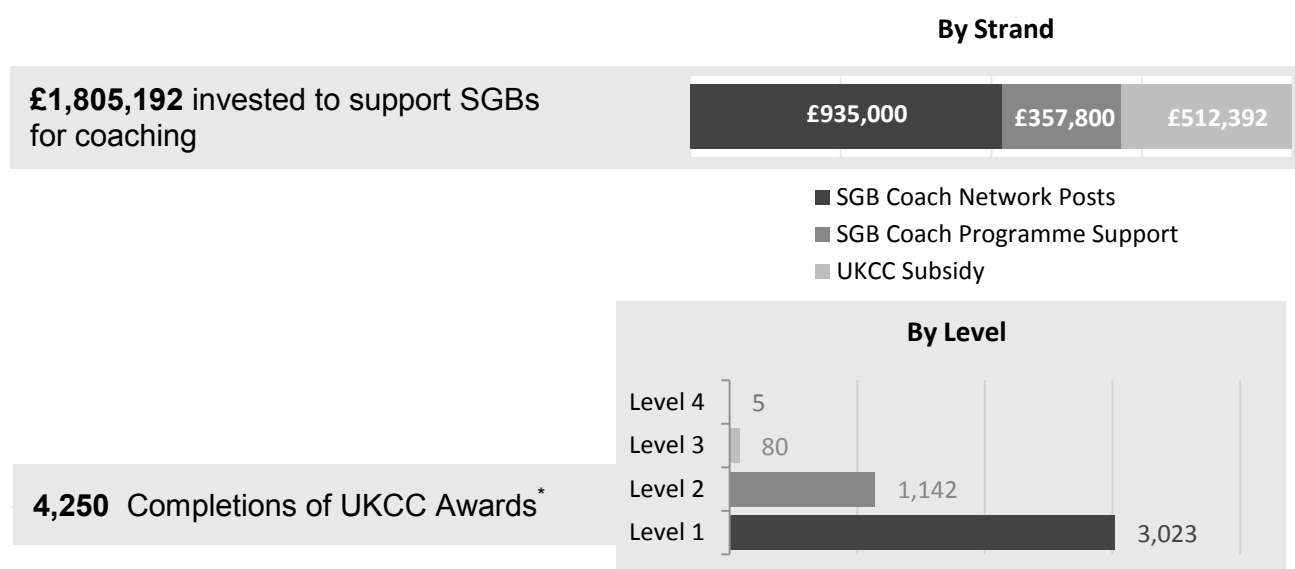 By Strand
£1,805,192 invested to support SGBs
for coaching
£935,000 £357,800 £512,392
SGB Coach Network Posts
SGB Coach Programme Support
UKCC Subsidy
By Level
Level 4 5
Level 3 80
Level 2 1,142
Level 1 3,023
4,250 Completions of UKCC Awards*